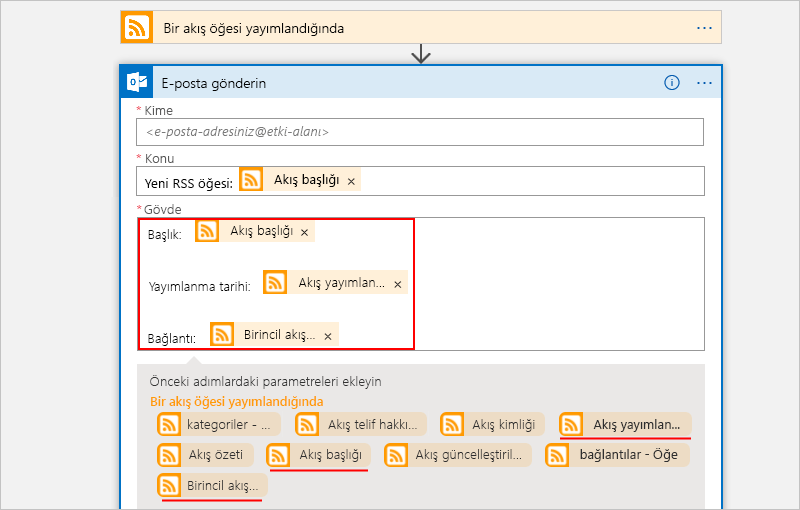 Bir akış öğesi yayımlandığında ...
E-posta gönderin ...
* Kime
<e-posta-adresiniz@etki-alanı>
* Konu
Yeni RSS öğesi: Akış başlığı ×
* Gövde
Başlık: Akış başlığı ×
Yayımlanma tarihi: Akış yayımlan... ×
Bağlantı: Birincil akış... ×
Önceki adımlardaki parametreleri ekleyin
Bir akış öğesi yayımlandığında
kategoriler - ... Akış telif hakkı... Akış kimliği Akış yayımlan...
Akış özeti Akış başlığı Akış güncelleştiril... bağlantılar - Öğe
Birincil akış...